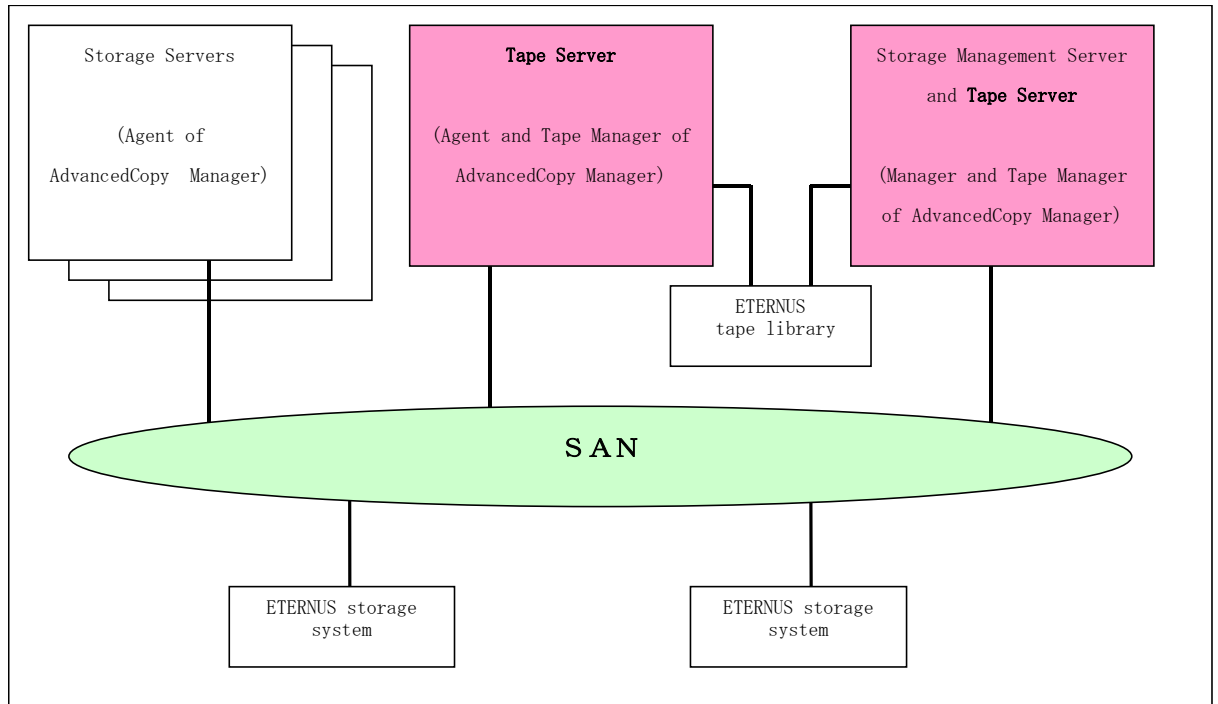 Storage Servers
(Agent of
AdvancedCopy Manager)
Tape Server
(Agent and Tape Manager of
AdvancedCopy Manager)
Storage Management Server
and Tape Server
(Manager and Tape Manager
of AdvancedCopy Manager)
ETERNUS
tape library
SAN
ETERNUS storage
system
ETERNUS storage
system